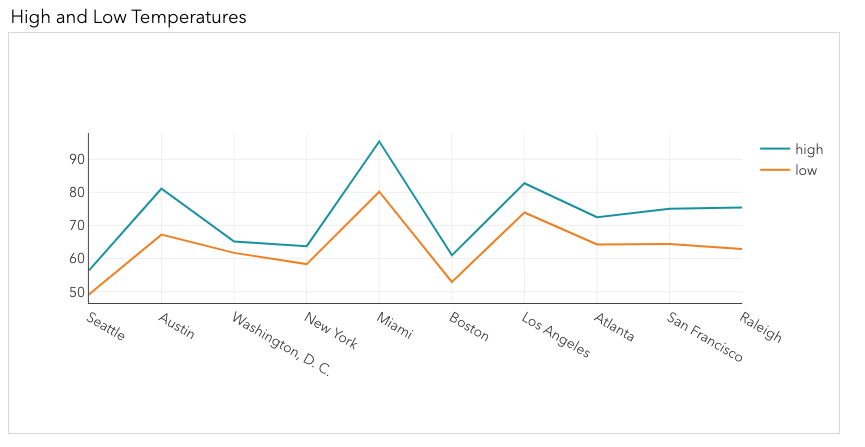 High and Low Temperatures
high
low
90
80
70
60
50
Seattle
Austin
Washington, D. C.
New York
Miami
Boston
Los Angeles
Atlanta
San Francisco
Raleigh